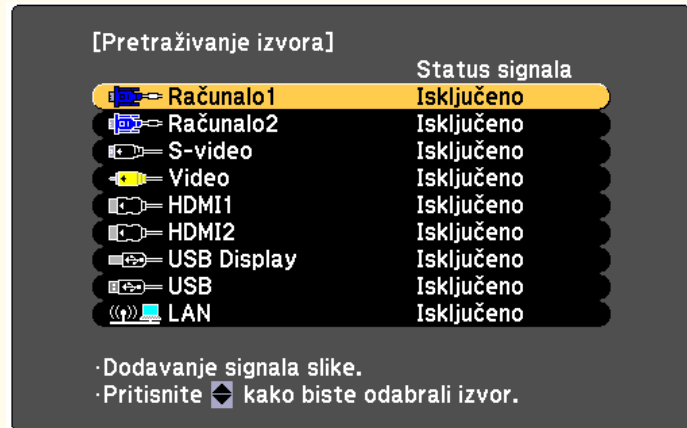 [Pretraživanje izvora]
Status signala
Računalo1 Isključeno
Računalo2 Isključeno
S-video Isključeno
Video Isključeno
HDMI1 Isključeno
HDMI2 Isključeno
USB Display Isključeno
USB Isključeno
LAN Isključeno
·Dodavanje signala slike.
·Pritisnite kako biste odabrali izvor.